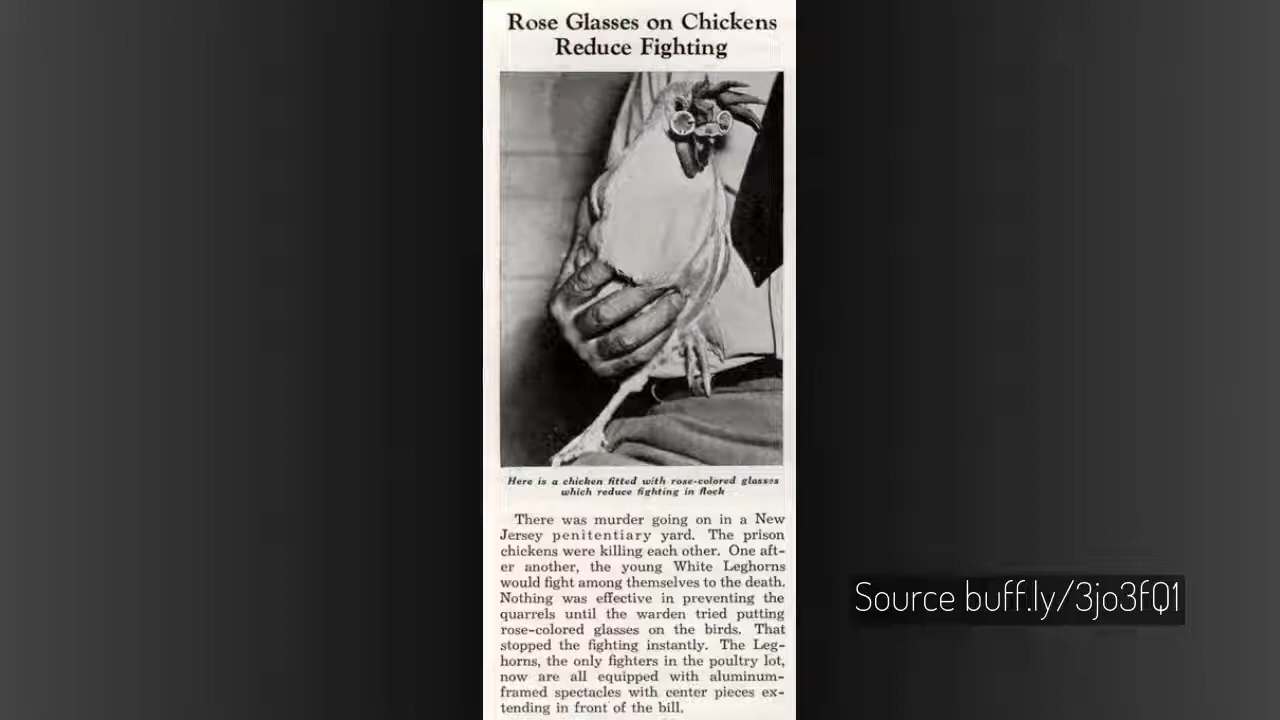 Rose Glasses on Chickens
Reduce Fighting
Here is a chicken fitted with rose-colored glasses
which reduce fighting in flock
There was murder going on in a New
Jersey penitentiary yard. The prison
chickens were killing each other. One aft-
er another, the young White Leghorns
would fight among themselves to the death.
Nothing was effective in preventing the
quarrels until the warden tried putting
rose-colored glasses on the birds. That
stopped the fighting instantly. The Leg-
horns, the only fighters in the poultry lot,
now are all equipped with aluminum-
framed spectacles with center pieces ex-
tending in front of the bill.
Source buff.ly/3jo3fQ1